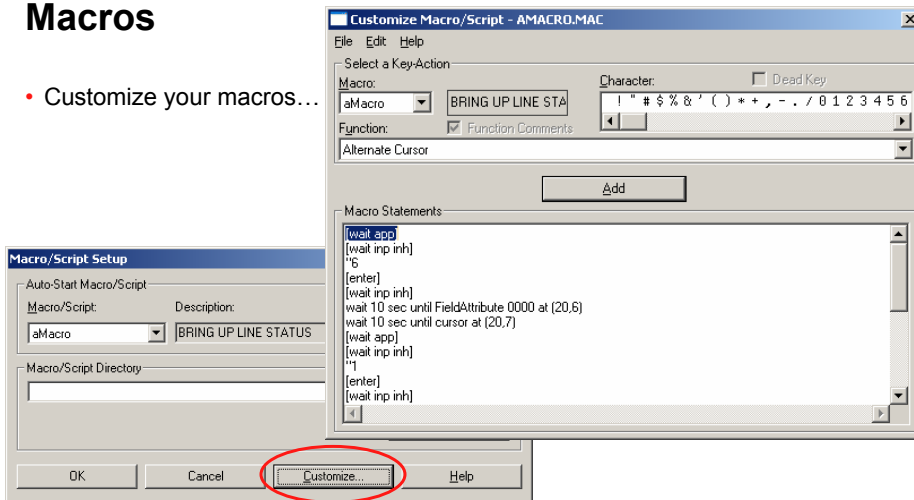 Macros
• Customize your macros…
Customize Macro/Script - AMACRO.MAC
File Edit Help
Select a Key-Action
Macro:
Character:
Dead Key
aMacro
BRING UP LINE STA
! " # $ % & ' ( ) * + , - . / 0 1 2 3 4 5 6
Function:
Function Comments
Alternate Cursor
Add
Macro Statements
[wait app]
[wait inp inh]
"6
[enter]
[wait inp inh]
wait 10 sec until FieldAttribute 0000 at (20,6)
wait 10 sec until cursor at (20,7)
[wait app]
[wait inp inh]
"1
[enter]
[wait inp inh]
Macro/Script Setup
Auto-Start Macro/Script
Macro/Script:
Description:
aMacro
BRING UP LINE STATUS
Macro/Script Directory
OK
Cancel
Customize...
Help